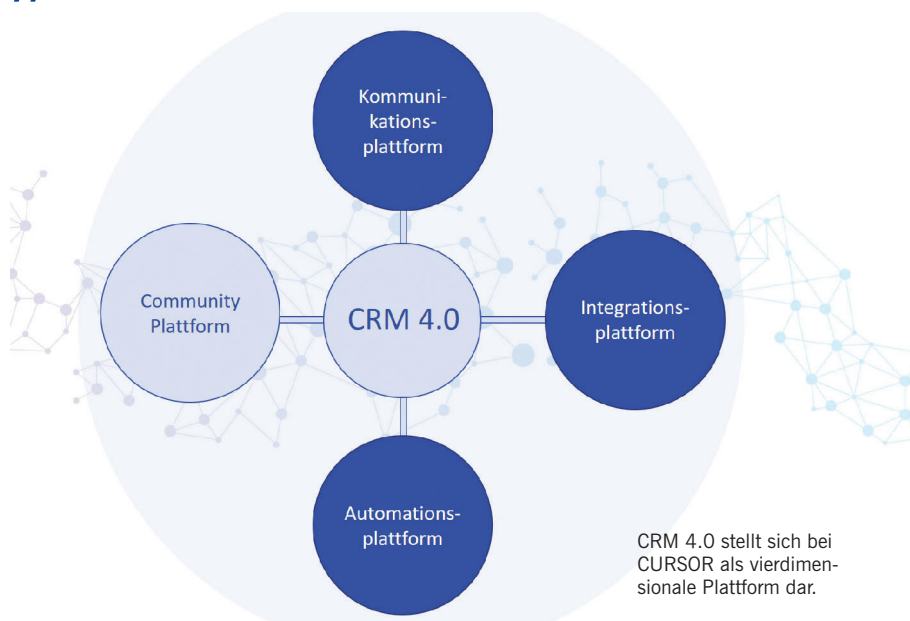 Kommuni-
kations-
plattform
Community
Plattform
CRM 4.0
Integrations-
plattform
Automations-
plattform
CRM 4.0 stellt sich bei
CURSOR als vierdimen-
sionale Plattform dar.